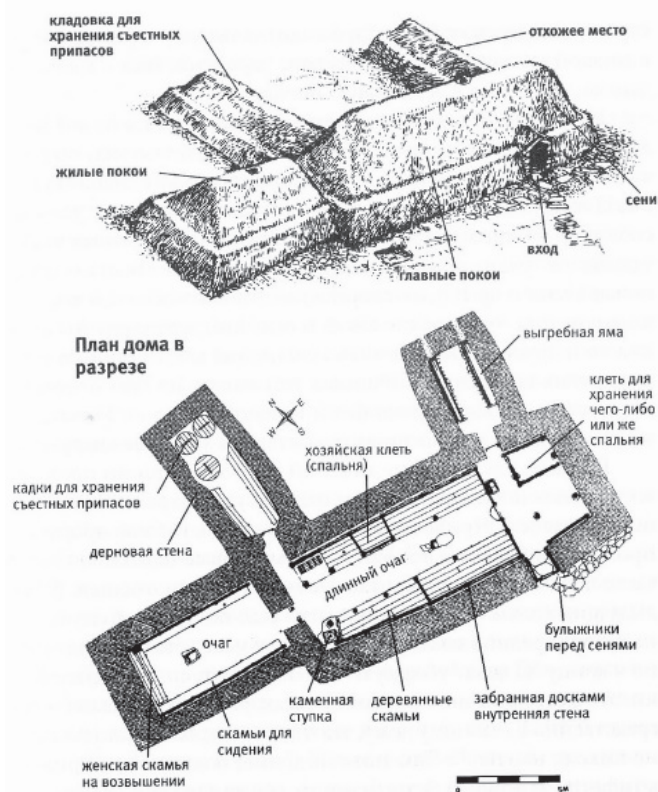 кладовка для
хранения съестных
припасов
отхожее место
жилые покои
сени
вход
главные покои
План дома в
разрезе
выгребная яма
клеть для
хранения
чего-либо
или же
спальня
N
E
W
S
хозяйская клеть
(спальня)
кадки для хранения
съестных припасов
дерновая стена
длинный очаг
очаг
булыжники
перед сенями
каменная
ступка
деревянные
скамьи
забранная досками
внутренняя стена
скамьи для
сидения
женская скамья
на возвышении
0
5м